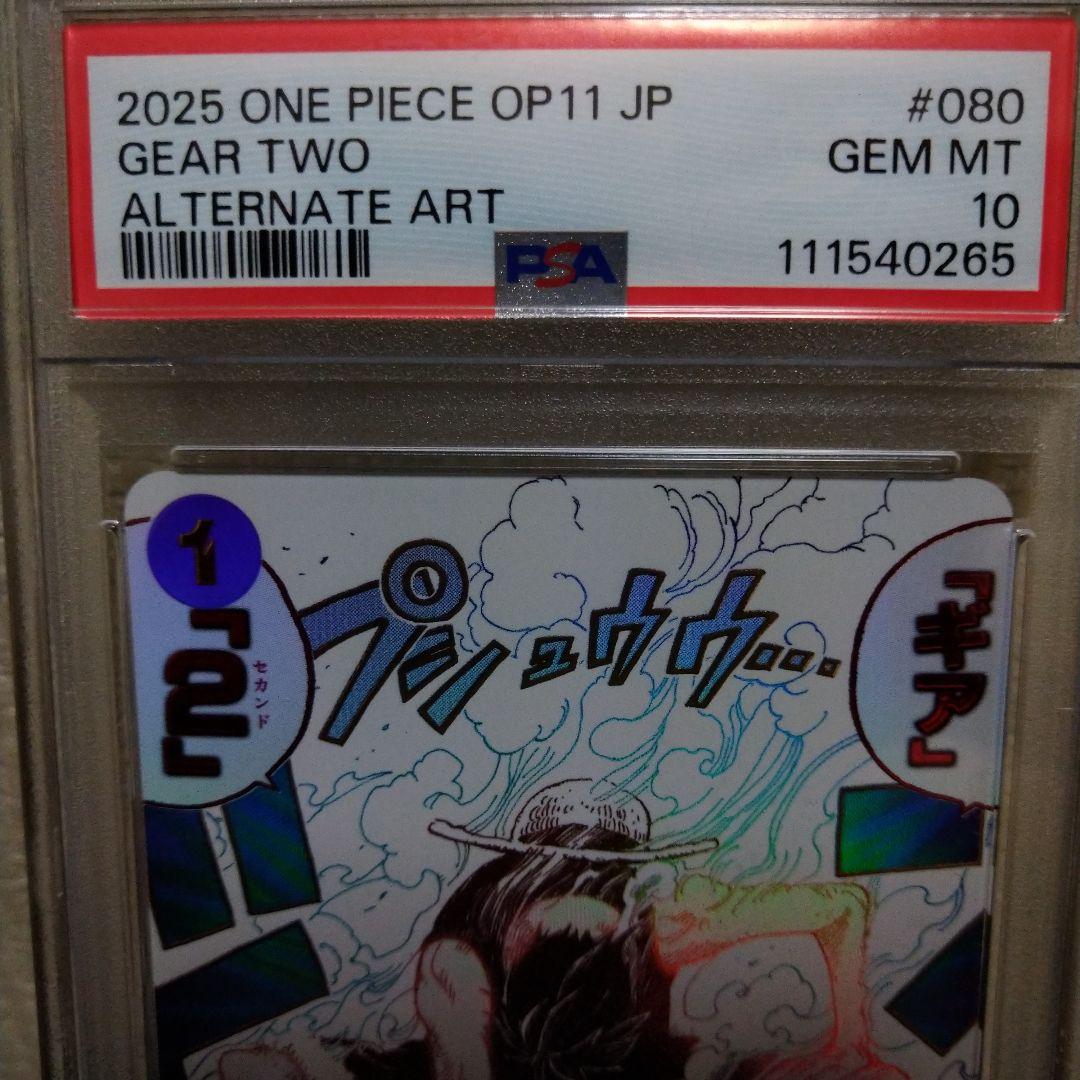 2025 ONE PIECE OP11 JP #080
GEAR TWO GEM MT
ALTERNATE ART 10
PSA 111540265
1
「ギア」
プシュウウ...
「2」
セカンド